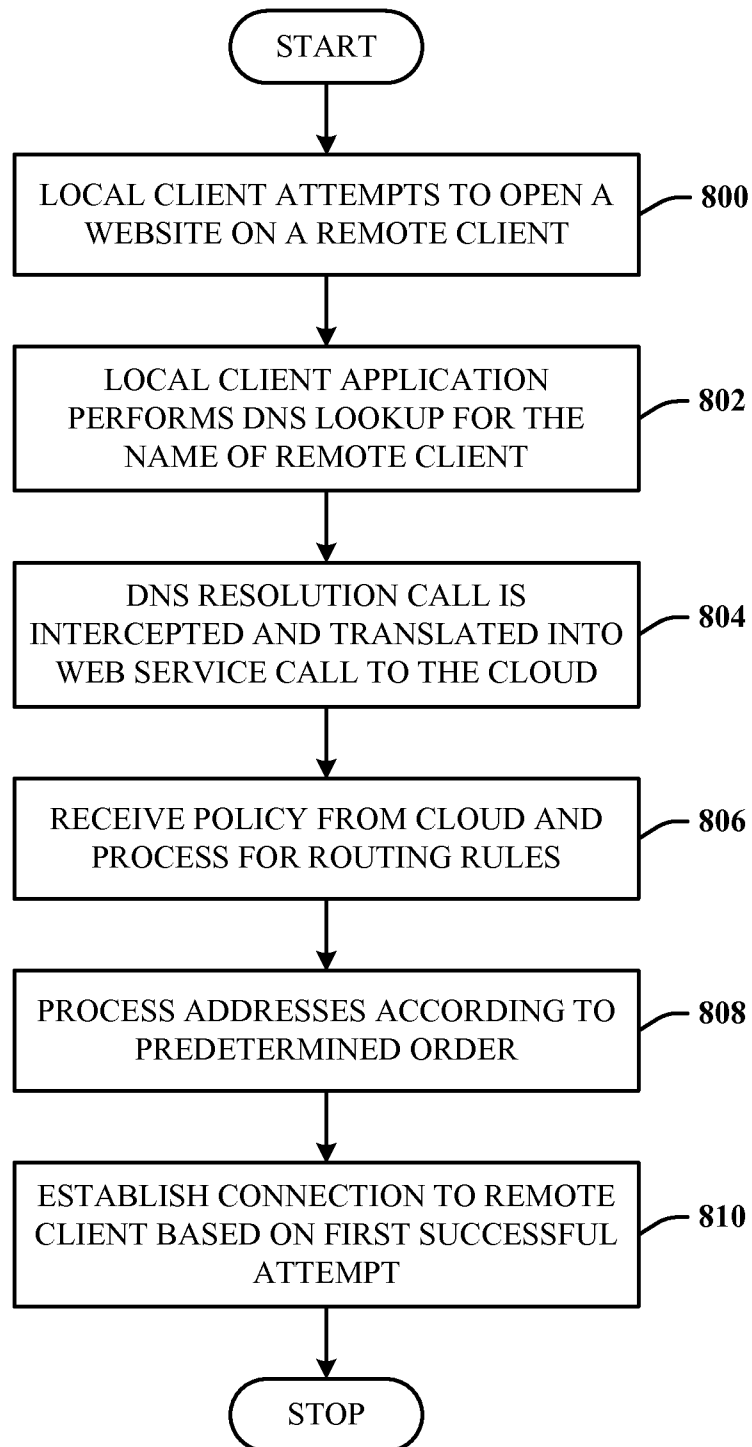 START
LOCAL CLIENT ATTEMPTS TO OPEN A
WEBSITE ON A REMOTE CLIENT
800
LOCAL CLIENT APPLICATION
PERFORMS DNS LOOKUP FOR THE
NAME OF REMOTE CLIENT
802
DNS RESOLUTION CALL IS
INTERCEPTED AND TRANSLATED INTO
WEB SERVICE CALL TO THE CLOUD
804
RECEIVE POLICY FROM CLOUD AND
PROCESS FOR ROUTING RULES
806
PROCESS ADDRESSES ACCORDING TO
PREDETERMINED ORDER
808
ESTABLISH CONNECTION TO REMOTE
CLIENT BASED ON FIRST SUCCESSFUL
ATTEMPT
810
STOP